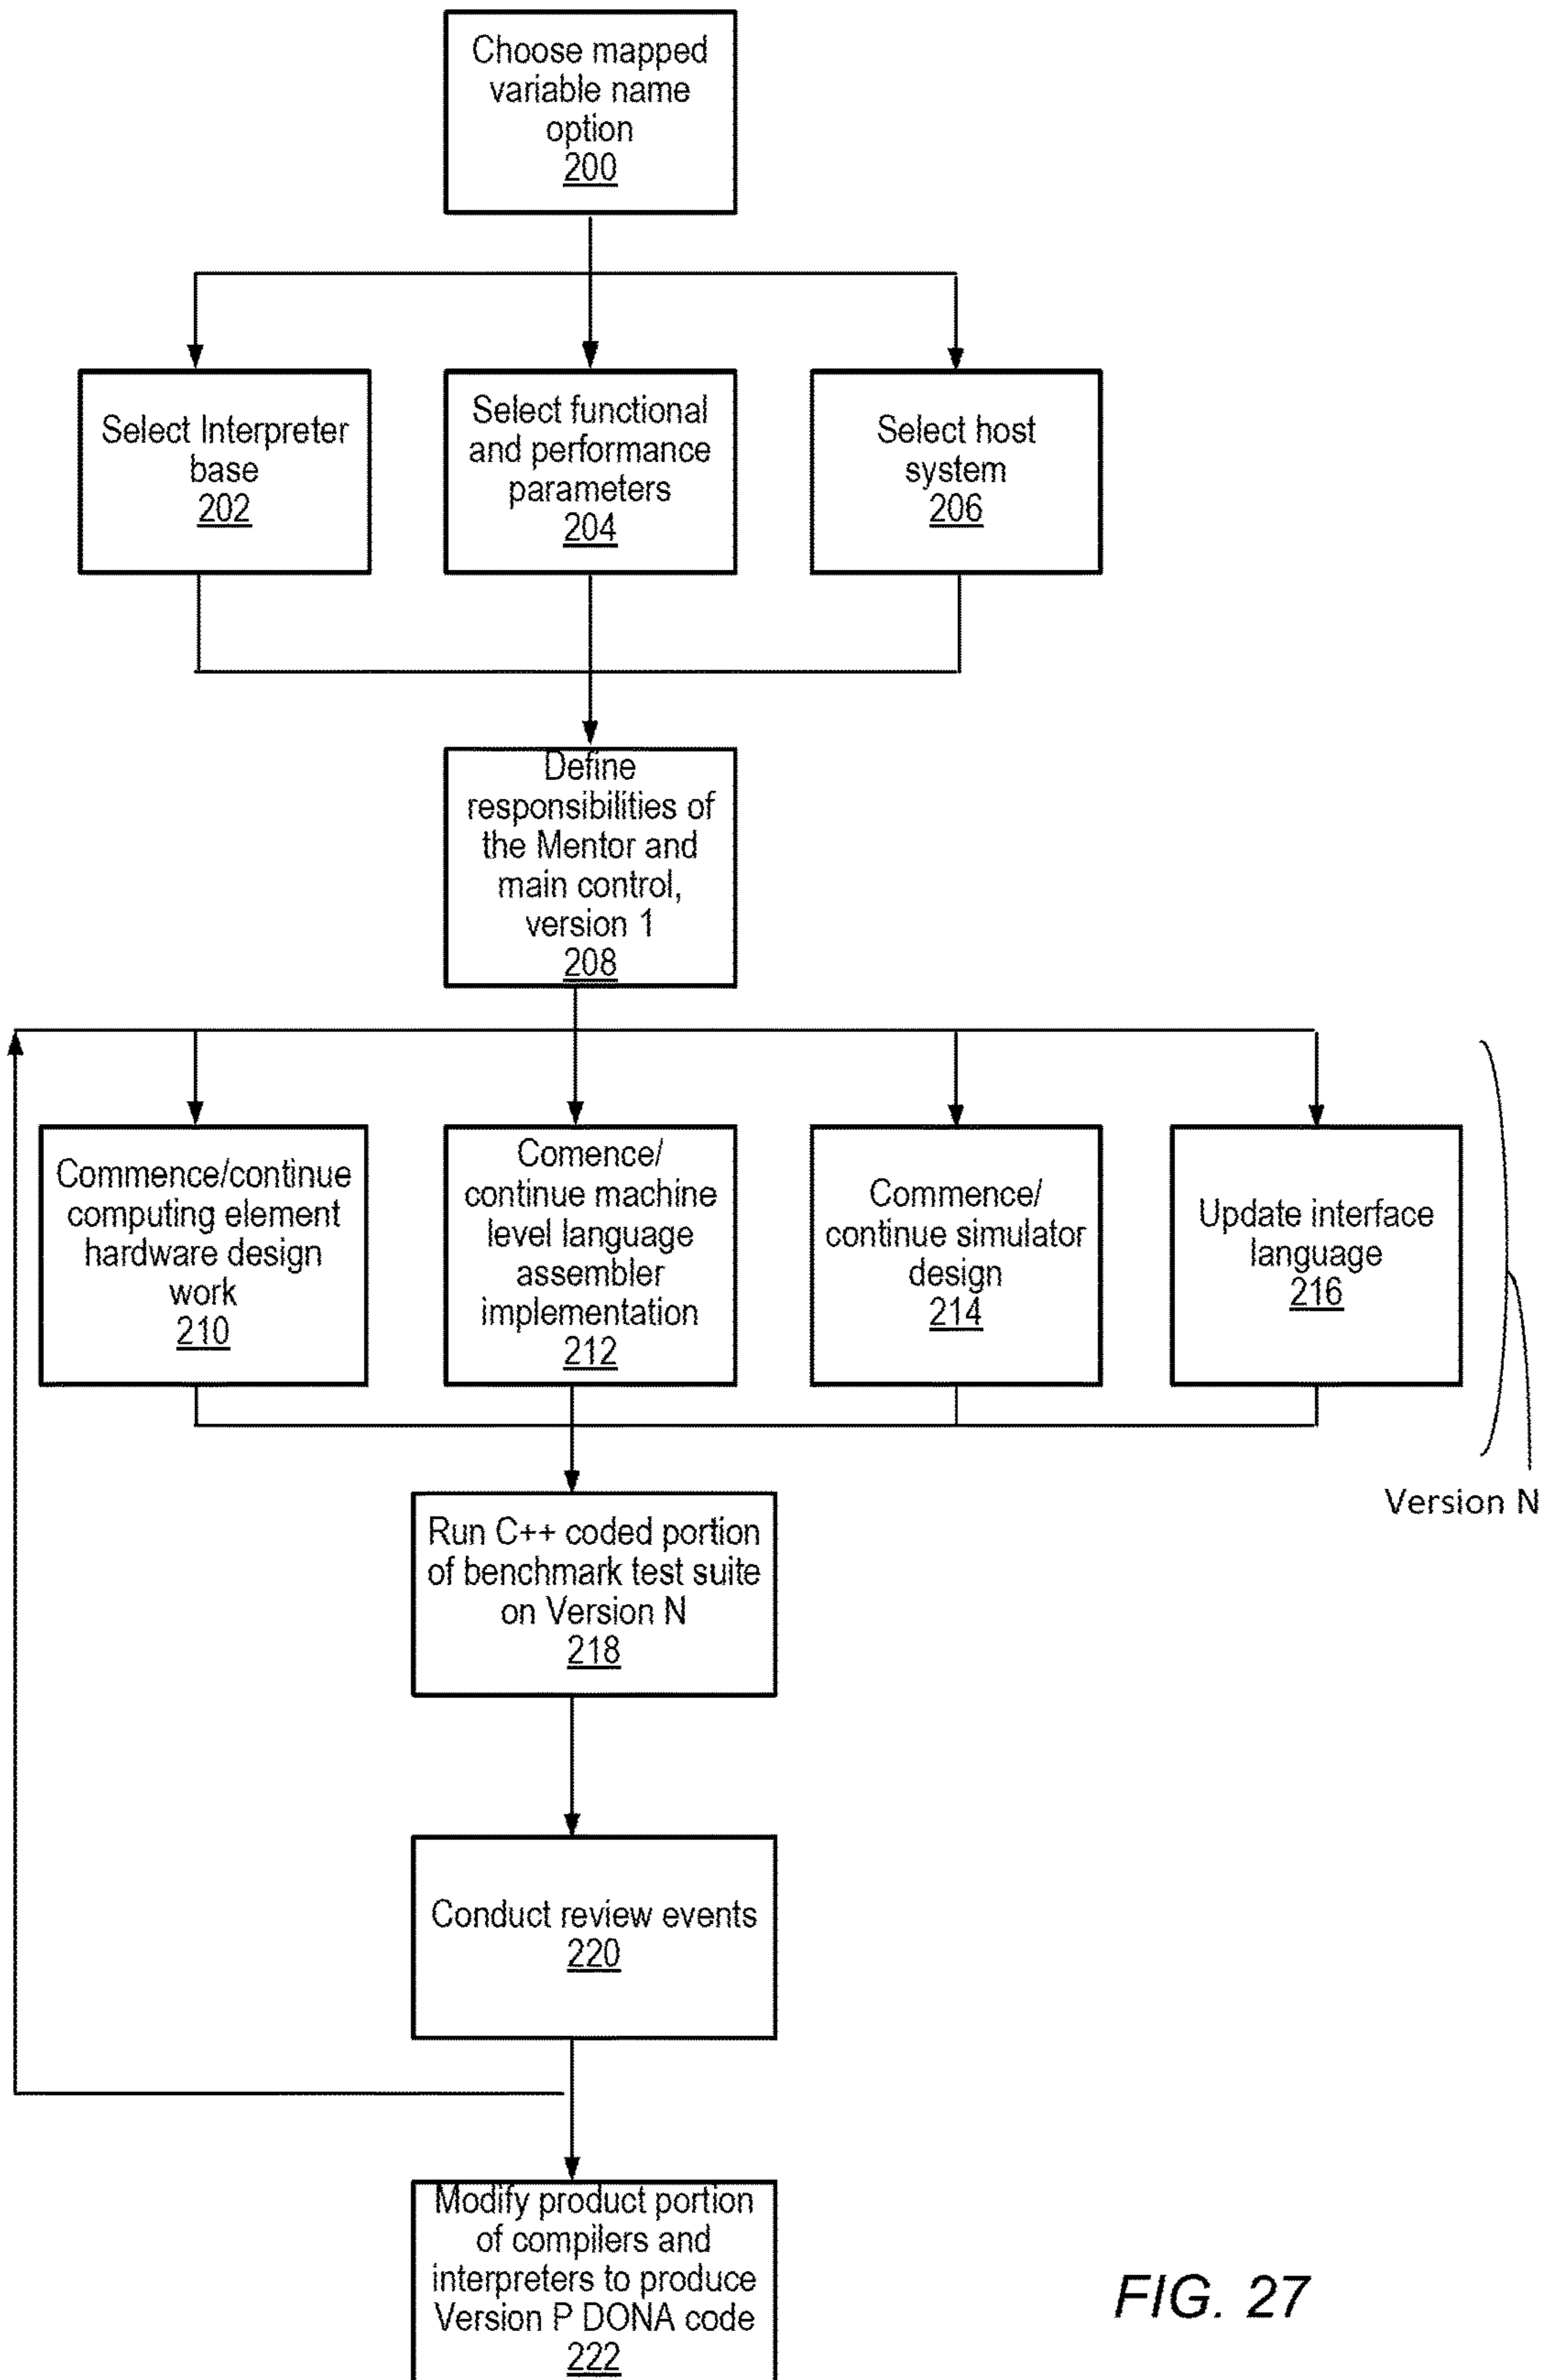 Choose mapped
variable name
option
200
Select Interpreter
base
202
Select functional
and performance
parameters
204
Select host
system
206
Define
responsibilities of
the Mentor and
main control,
version 1
208
Commence/continue
computing element
hardware design
work
210
Comence/
continue machine
level language
assembler
implementation
212
Commence/
continue simulator
design
214
Update interface
language
216
Version N
Run C++ coded portion
of benchmark test suite
on Version N
218
Conduct review events
220
Modify product portion
of compilers and
interpreters to produce
Version P DONA code
222
FIG. 27